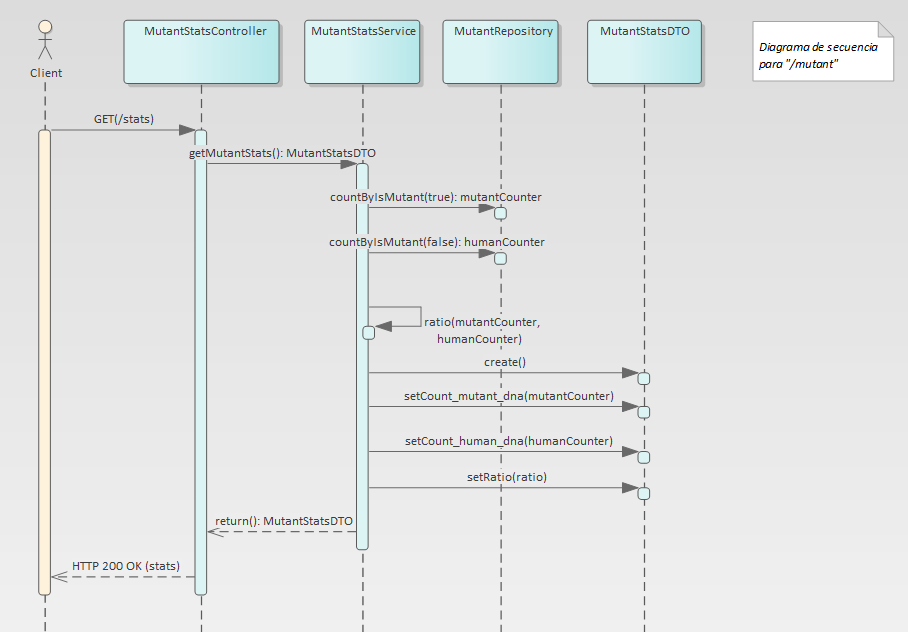 MutantStatsController
MutantStatsService
MutantRepository
MutantStatsDTO
Diagrama de secuencia
para "/mutant"
Client
GET(/stats)
getMutantStats(): MutantStatsDTO
countByIsMutant(true): mutantCounter
countByIsMutant(false): humanCounter
ratio(mutantCounter,
humanCounter)
create()
setCount_mutant_dna(mutantCounter)
setCount_human_dna(humanCounter)
setRatio(ratio)
return(): MutantStatsDTO
HTTP 200 OK (stats)